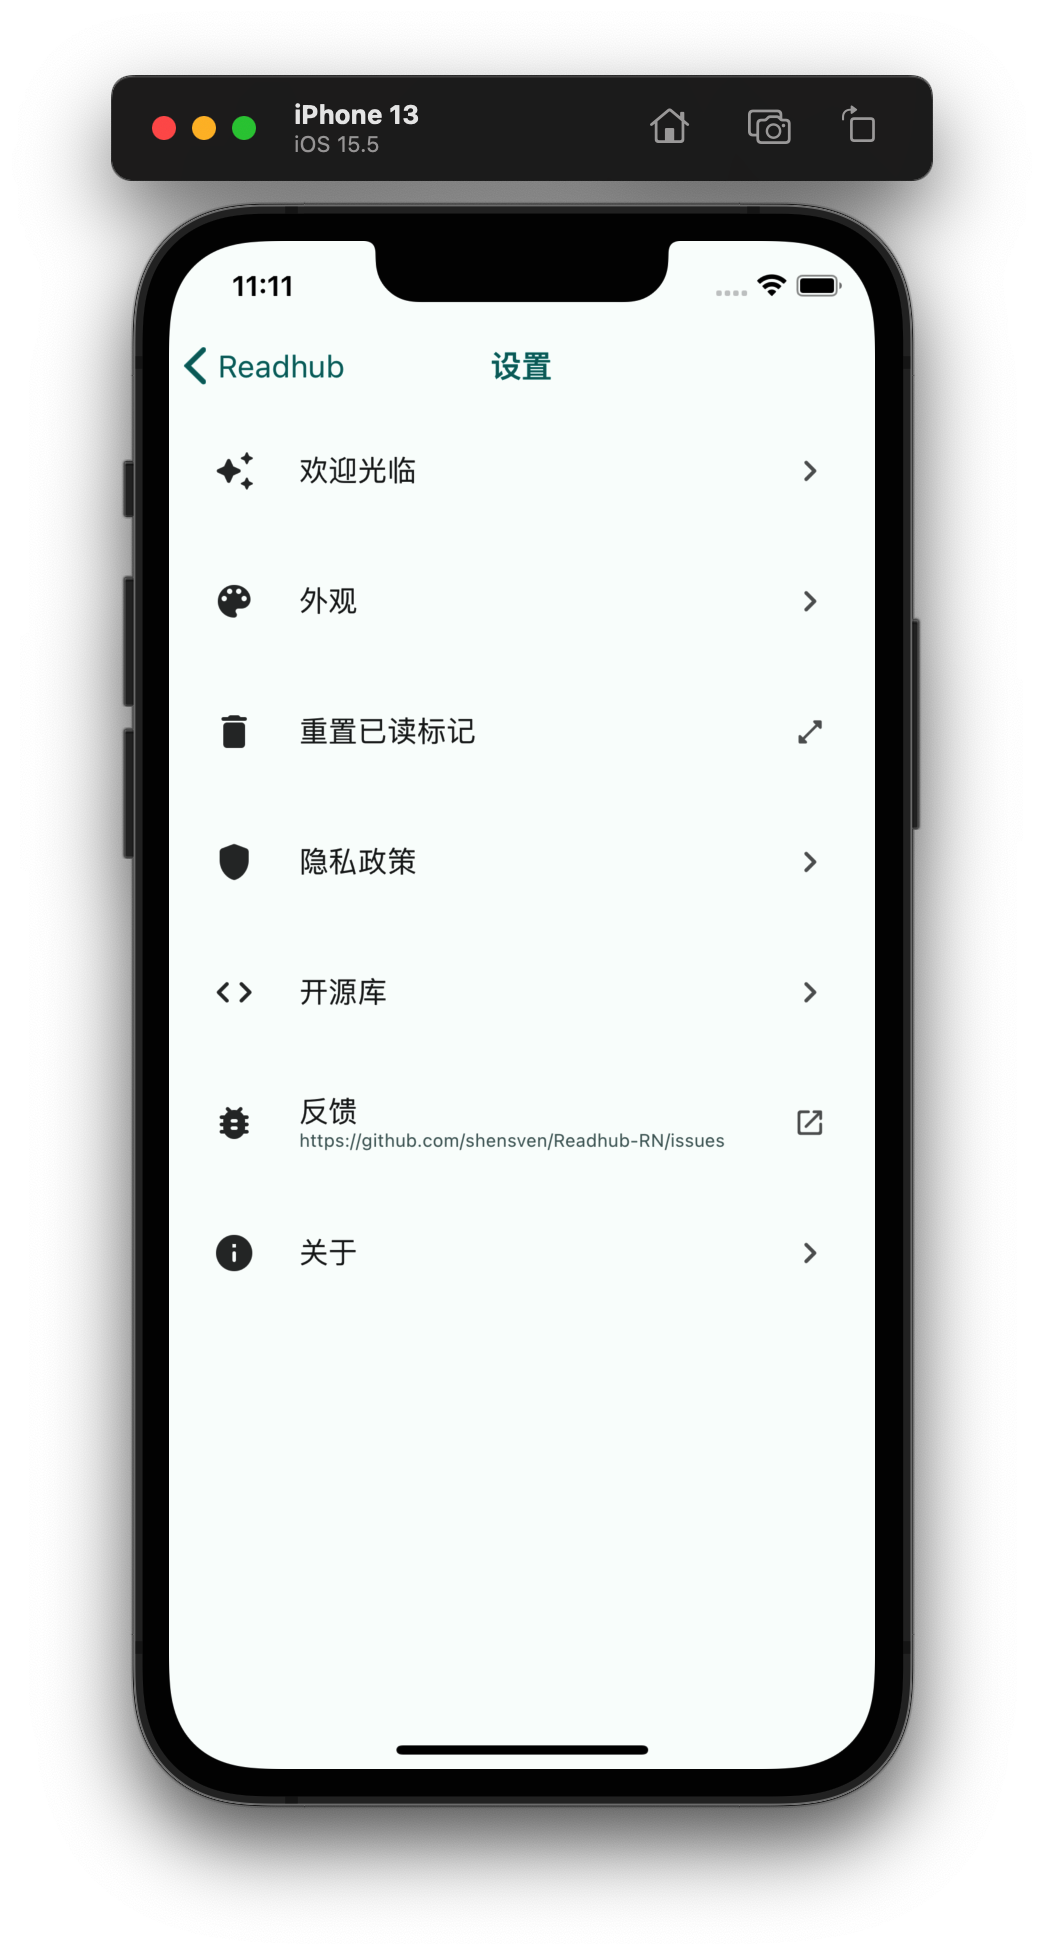 iPhone 13
iOS 15.5
11:11
Readhub
设置
欢迎光临
外观
重置已读标记
隐私政策
开源库
反馈
https://github.com/shensven/Readhub-RN/issues
关于